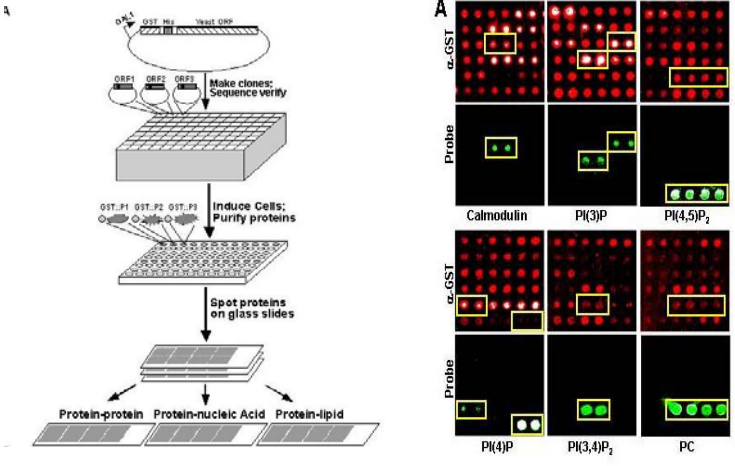 A
GAL1
GST His Yeast ORF
ORF1 ORF2 ORF3
Make clones;
Sequence verify
GST::P1 GST::P2 GST::P3
Induce Cells;
Purify proteins
Spot proteins
on glass slides
Protein-protein Protein-nucleic Acid Protein-lipid
A
α-GST
Probe
Calmodulin PI(3)P PI(4,5)P2
α-GST
Probe
PI(4)P PI(3,4)P2 PC